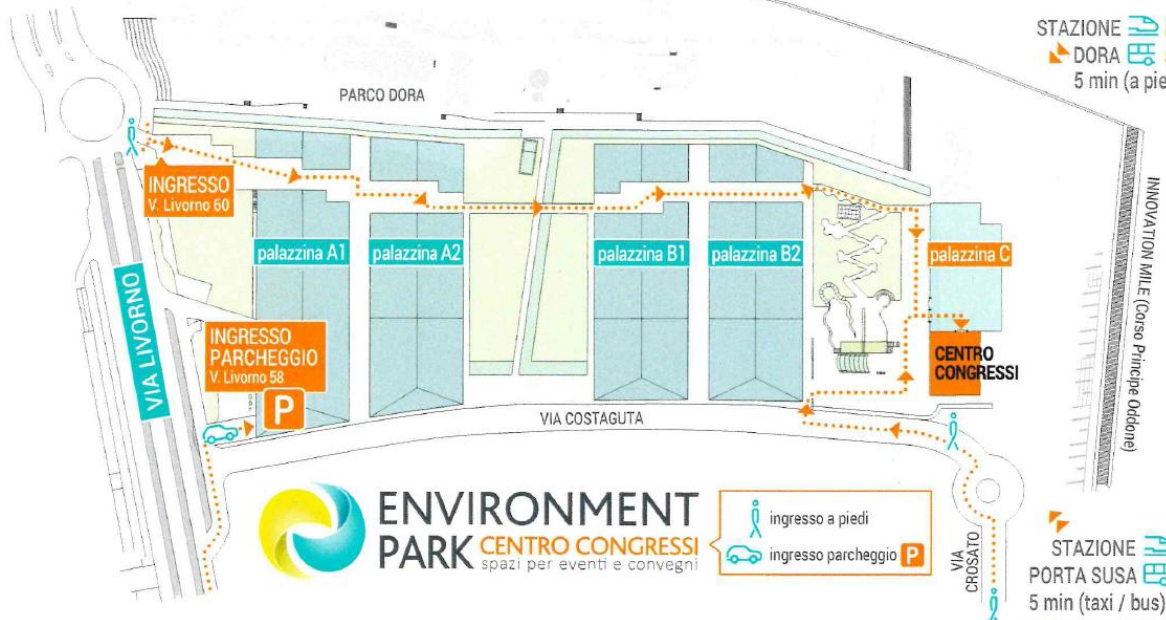 STAZIONE
DORA
5 min (a pie
PARCO DORA
INGRESSO
V. Livorno 60
palazzina A1
palazzina A2
palazzina B1
palazzina B2
palazzina C
INNOVATION MILE (Corso Principe Oddone)
VIA LIVORNO
INGRESSO
PARCHEGGIO
V. Livorno 58
P
CENTRO
CONGRESSI
VIA COSTAGUTA
ENVIRONMENT
PARK CENTRO CONGRESSI
spazi per eventi e convegni
ingresso a piedi
ingresso parcheggio P
VIA
CROSATO
STAZIONE
PORTA SUSA
5 min (taxi / bus)